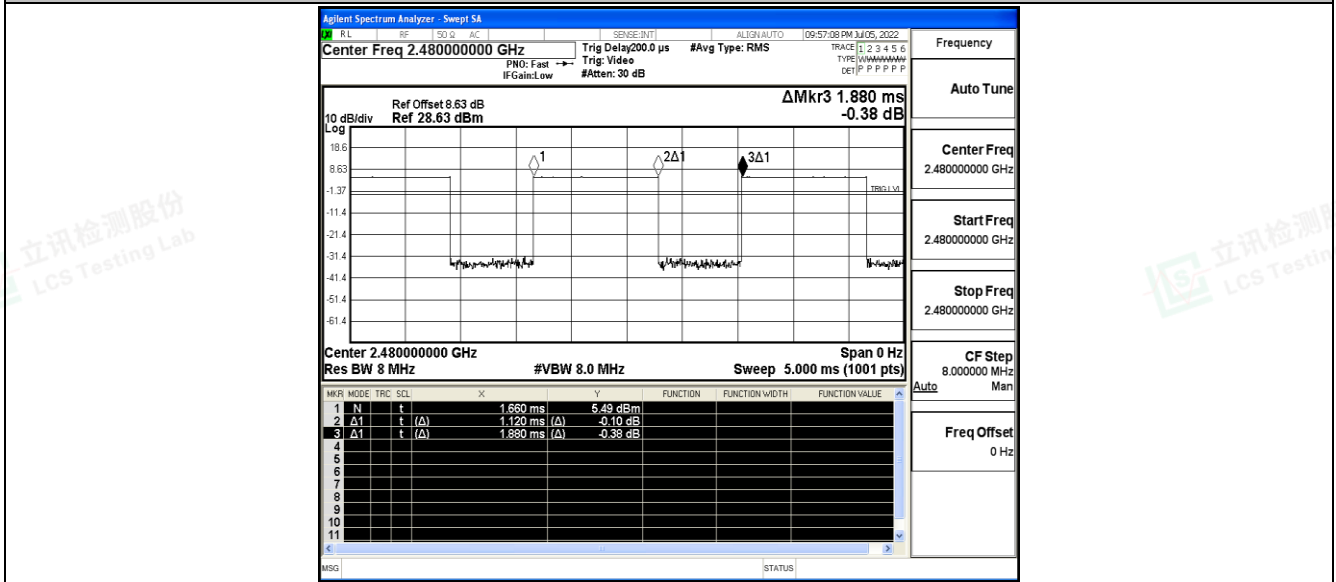 Agilent Spectrum Analyzer - Swept SA
RL RF 50 Ω AC SENSE:INT ALIGN AUTO 09:57:08 PM Jul 05, 2022
Center Freq 2.480000000 GHz
PNO: Fast
IFGain:Low
Trig Delay200.0 µs
Trig: Video
#Atten: 30 dB
#Avg Type: RMS
TRACE 1 2 3 4 5 6
TYPE
DET P P P P P P
Frequency
Auto Tune
Center Freq
2.480000000 GHz
Start Freq
2.480000000 GHz
Stop Freq
2.480000000 GHz
CF Step
8.000000 MHz
Auto Man
Freq Offset
0 Hz
ΔMkr3 1.880 ms
-0.38 dB
Ref Offset 8.63 dB
10 dB/div Ref 28.63 dBm
Log
18.6
8.63
-1.37
-11.4
-21.4
-31.4
-41.4
-51.4
-61.4
1
2Δ1
3Δ1
TRIG LVL
Center 2.480000000 GHz Span 0 Hz
Res BW 8 MHz #VBW 8.0 MHz Sweep 5.000 ms (1001 pts)
MKR MODE TRC SCL X Y FUNCTION FUNCTION WIDTH FUNCTION VALUE
1 N t 1.660 ms 5.49 dBm
2 Δ1 t (Δ) 1.120 ms (Δ) -0.10 dB
3 Δ1 t (Δ) 1.880 ms (Δ) -0.38 dB
4
5
6
7
8
9
10
11
MSG STATUS
立讯检测股份
LCS Testing Lab
立讯检测股
LCS Testin